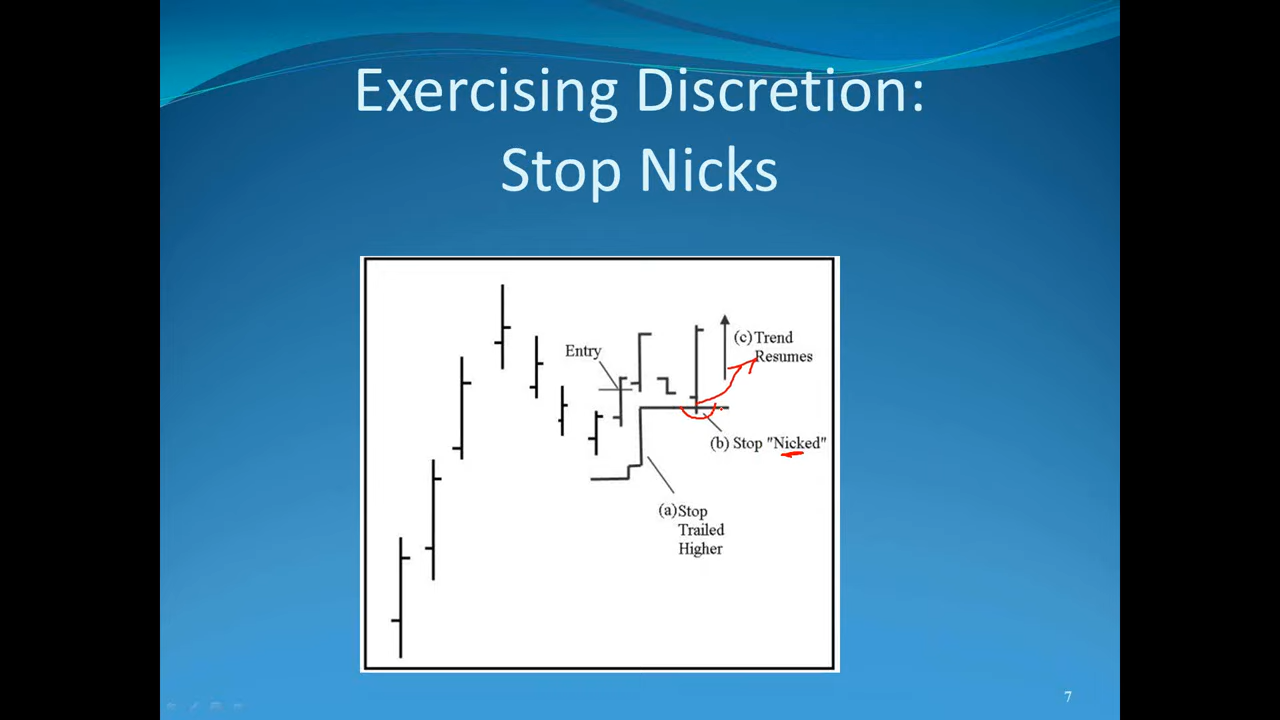 Exercising Discretion:
Stop Nicks
Entry
(c) Trend
Resumes
(b) Stop "Nicked"
(a) Stop
Trailed
Higher
7